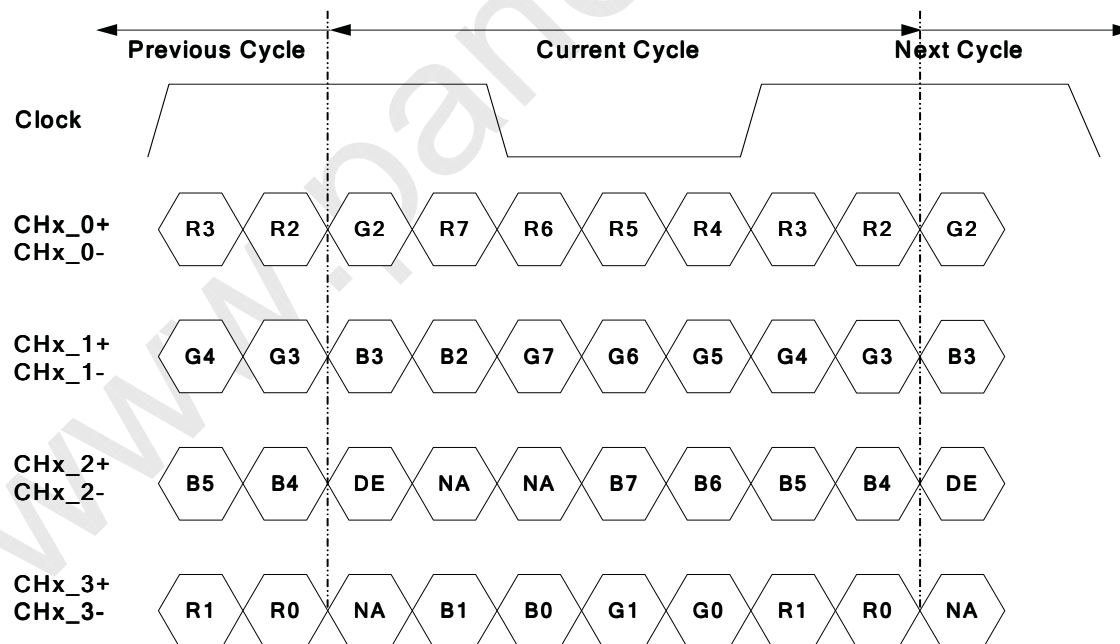 Previous Cycle Current Cycle Next Cycle
Clock
CHx_0+ R3 R2 G2 R7 R6 R5 R4 R3 R2 G2
CHx_0-
CHx_1+ G4 G3 B3 B2 G7 G6 G5 G4 G3 B3
CHx_1-
CHx_2+ B5 B4 DE NA NA B7 B6 B5 B4 DE
CHx_2-
CHx_3+ R1 R0 NA B1 B0 G1 G0 R1 R0 NA
CHx_3-
www.pan